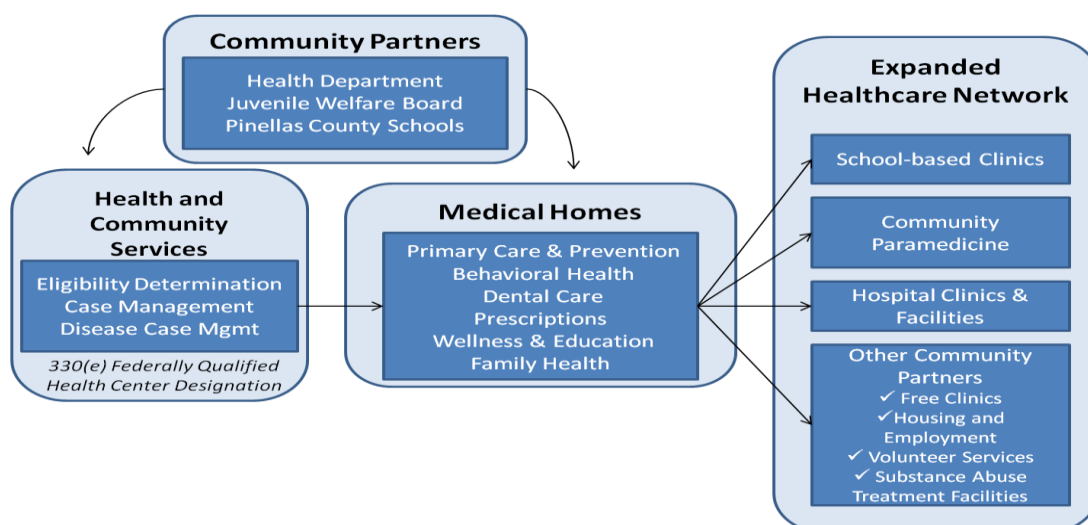 Community Partners
Health Department
Juvenile Welfare Board
Pinellas County Schools
Health and
Community
Services
Eligibility Determination
Case Management
Disease Case Mgmt
330(e) Federally Qualified
Health Center Designation
Medical Homes
Primary Care & Prevention
Behavioral Health
Dental Care
Prescriptions
Wellness & Education
Family Health
Expanded
Healthcare Network
School-based Clinics
Community
Paramedicine
Hospital Clinics &
Facilities
Other Community
Partners
✓ Free Clinics
✓Housing and
Employment
✓ Volunteer Services
✓ Substance Abuse
Treatment Facilities